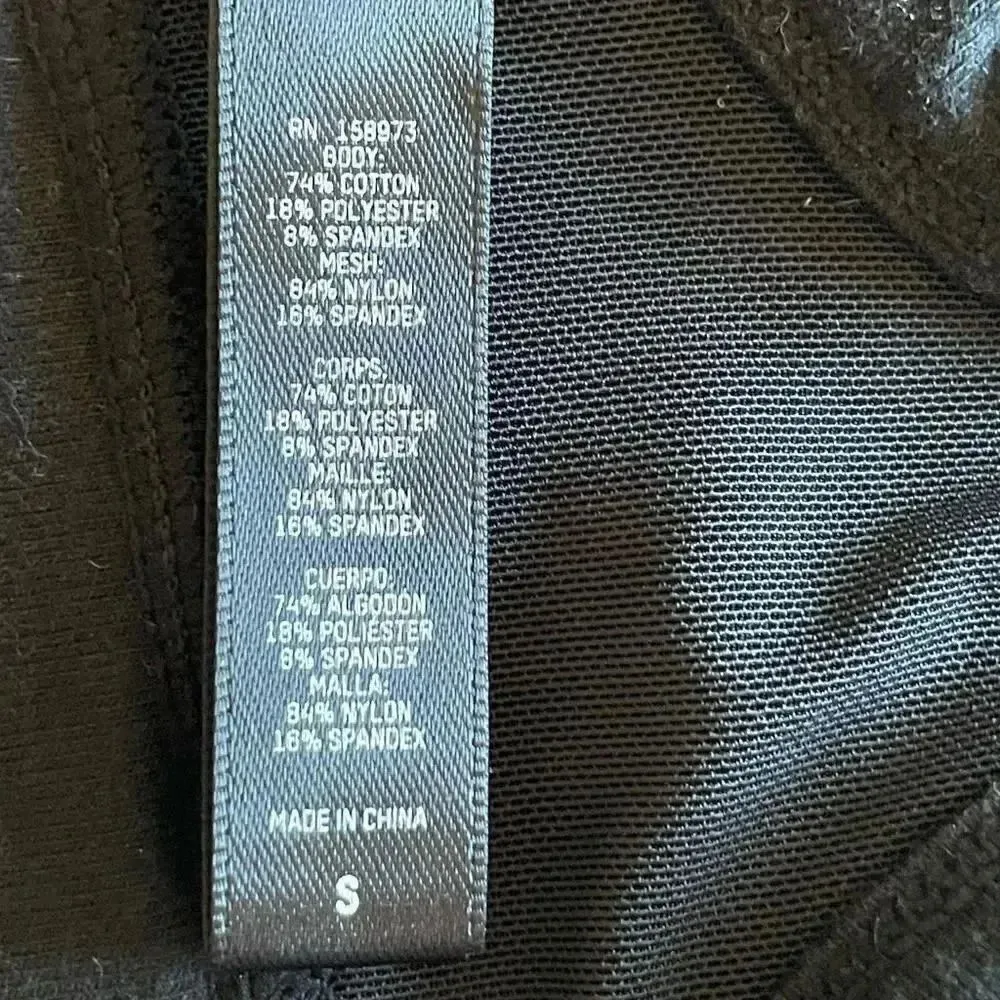 RN. 158973
BODY:
74% COTTON
18% POLYESTER
8% SPANDEX
MESH:
84% NYLON
16% SPANDEX
CORPS:
74% COTON
18% POLYESTER
8% SPANDEX
MAILLE:
84% NYLON
16% SPANDEX
CUERPO:
74% ALGODON
18% POLIESTER
8% SPANDEX
MALLA:
84% NYLON
16% SPANDEX
MADE IN CHINA
S